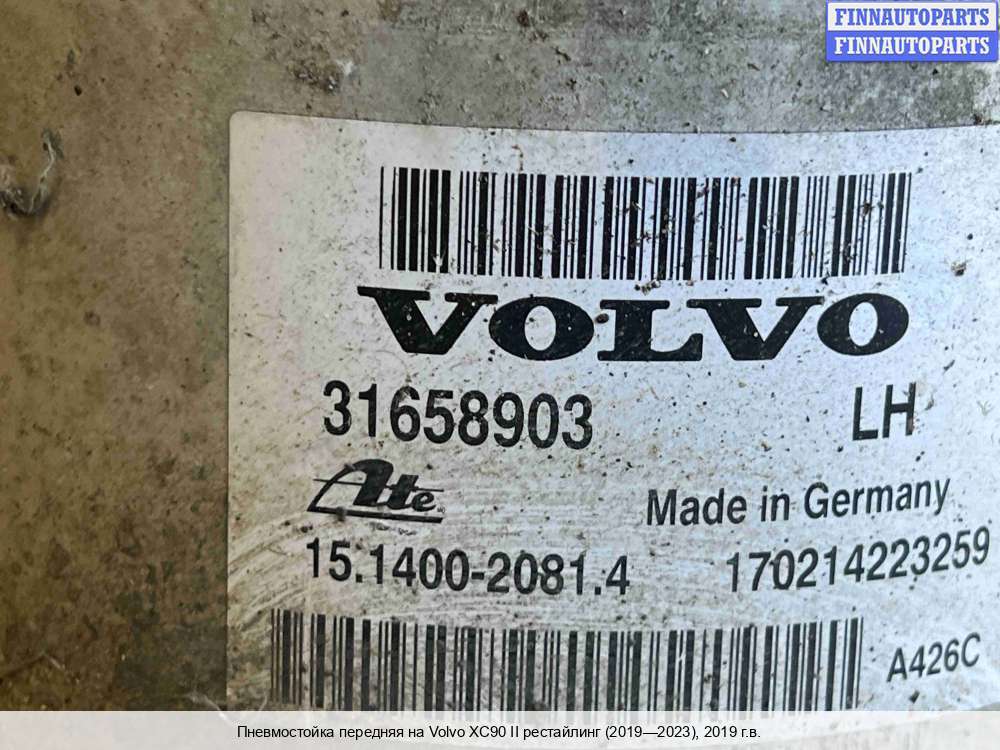 FINNAUTOPARTS
FINNAUTOPARTS
VOLVO
31658903 LH
Ate
Made in Germany
15.1400-2081.4 170214223259
A426C
Пневмостойка передняя на Volvo XC90 II рестайлинг (2019—2023), 2019 г.в.